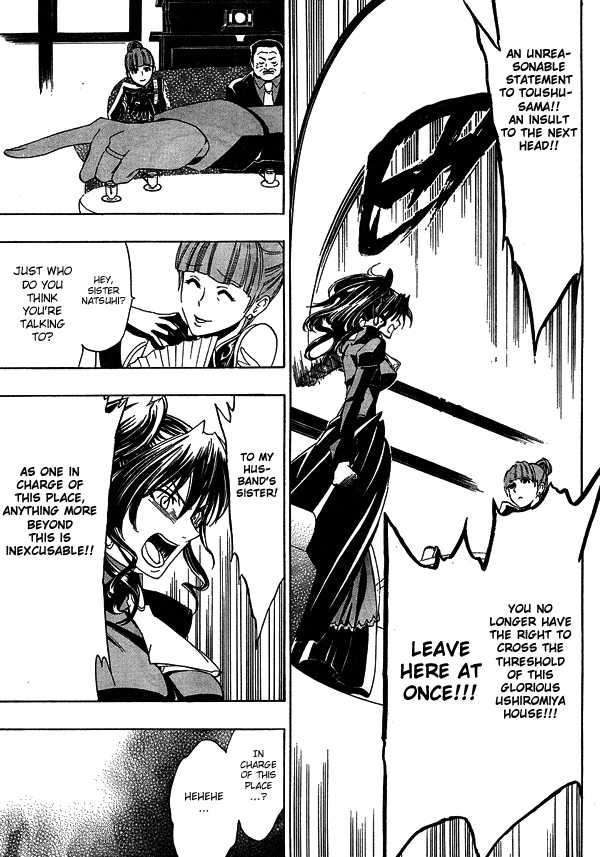 AN UNREA-
SONABLE
STATEMENT
TO TOUSHU-
SAMA!!
AN INSULT
TO THE NEXT
HEAD!!
YOU NO
LONGER HAVE
THE RIGHT TO
CROSS THE
THRESHOLD
OF THIS
GLORIOUS
USHIROMIYA
HOUSE!!!
LEAVE
HERE AT
ONCE!!!
HEY,
SISTER
NATSUHI?
JUST WHO
DO YOU
THINK
YOU'RE
TALKING
TO?
TO MY
HUS-
BAND'S
SISTER!
AS ONE IN
CHARGE OF
THIS PLACE,
ANYTHING MORE
BEYOND
THIS IS
INEXCUSABLE!!
IN
CHARGE OF
THIS PLACE
...?
HEHEHE
...